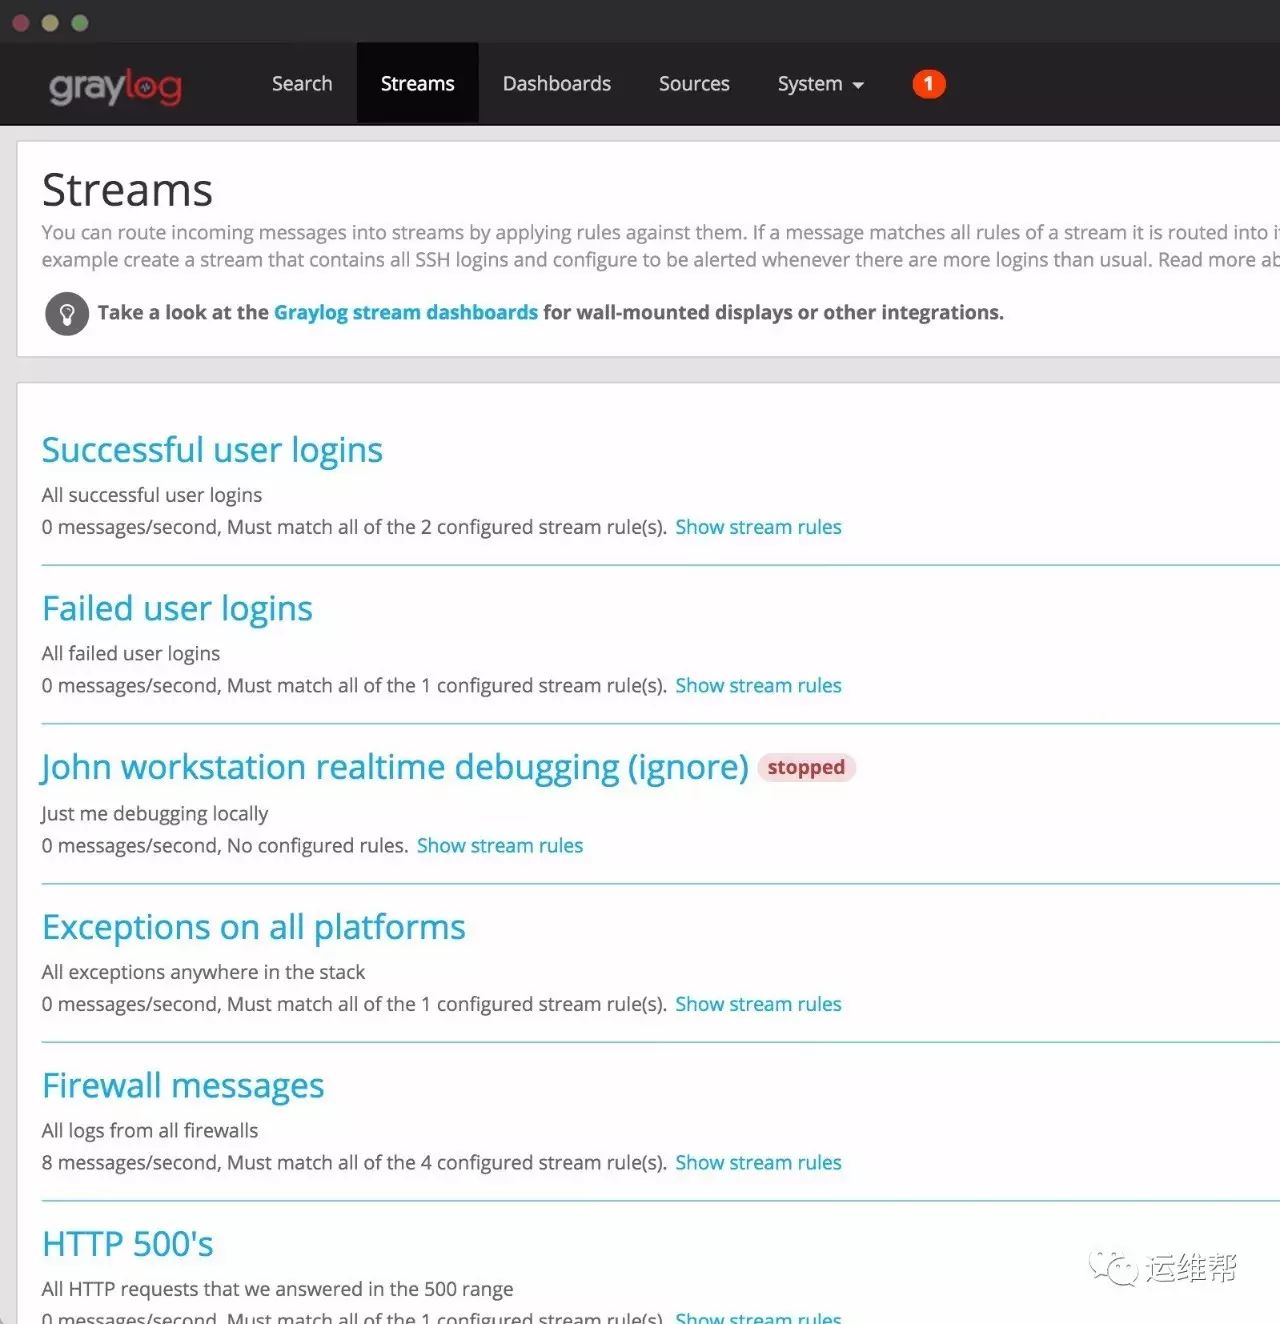 graylog
Search Streams Dashboards Sources System 1
Streams
You can route incoming messages into streams by applying rules against them. If a message matches all rules of a stream it is routed into
example create a stream that contains all SSH logins and configure to be alerted whenever there are more logins than usual. Read more
Take a look at the Graylog stream dashboards for wall-mounted displays or other integrations.
Successful user logins
All successful user logins
0 messages/second, Must match all of the 2 configured stream rule(s). Show stream rules
Failed user logins
All failed user logins
0 messages/second, Must match all of the 1 configured stream rule(s). Show stream rules
John workstation realtime debugging (ignore) stopped
Just me debugging locally
0 messages/second, No configured rules. Show stream rules
Exceptions on all platforms
All exceptions anywhere in the stack
0 messages/second, Must match all of the 1 configured stream rule(s). Show stream rules
Firewall messages
All logs from all firewalls
8 messages/second, Must match all of the 4 configured stream rule(s). Show stream rules
HTTP 500's
运维帮
All HTTP requests that we answered in the 500 range
0 messages/second, Must match all of the 1 configured stream rule(s). Show stream rules